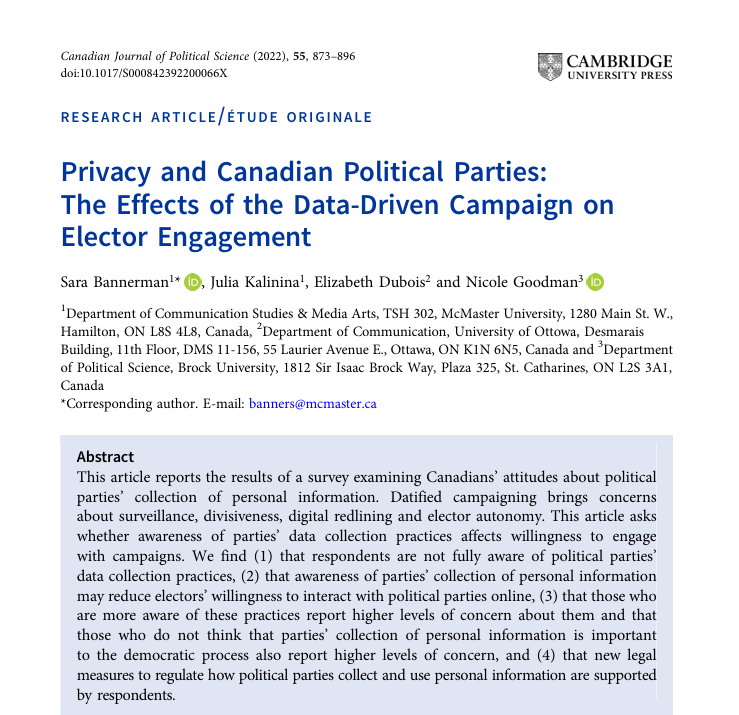 Canadian Journal of Political Science (2022), 55, 873–896
doi:10.1017/S000842392200066X
CAMBRIDGE
UNIVERSITY PRESS
RESEARCH ARTICLE/ÉTUDE ORIGINALE
Privacy and Canadian Political Parties:
The Effects of the Data-Driven Campaign on
Elector Engagement
Sara Bannerman1* iD, Julia Kalinina1, Elizabeth Dubois2 and Nicole Goodman3 iD
1Department of Communication Studies & Media Arts, TSH 302, McMaster University, 1280 Main St. W.,
Hamilton, ON L8S 4L8, Canada, 2Department of Communication, University of Ottowa, Desmarais
Building, 11th Floor, DMS 11-156, 55 Laurier Avenue E., Ottawa, ON K1N 6N5, Canada and 3Department
of Political Science, Brock University, 1812 Sir Isaac Brock Way, Plaza 325, St. Catharines, ON L2S 3A1,
Canada
*Corresponding author. E-mail: banners@mcmaster.ca
Abstract
This article reports the results of a survey examining Canadians’ attitudes about political
parties’ collection of personal information. Datified campaigning brings concerns
about surveillance, divisiveness, digital redlining and elector autonomy. This article asks
whether awareness of parties’ data collection practices affects willingness to engage
with campaigns. We find (1) that respondents are not fully aware of political parties’
data collection practices, (2) that awareness of parties’ collection of personal information
may reduce electors’ willingness to interact with political parties online, (3) that those who
are more aware of these practices report higher levels of concern about them and that
those who do not think that parties’ collection of personal information is important
to the democratic process also report higher levels of concern, and (4) that new legal
measures to regulate how political parties collect and use personal information are supported
by respondents.